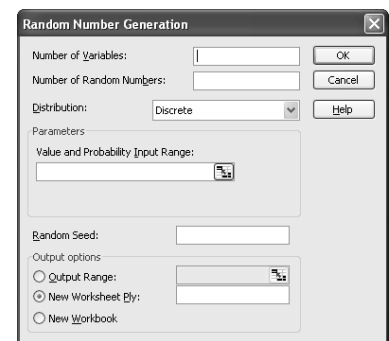 Random Number Generation
Number of Variables:
OK
Number of Random Numbers:
Cancel
Distribution:
Discrete
Help
Parameters
Value and Probability Input Range:
Random Seed:
Output options
Output Range:
New Worksheet Ply:
New Workbook